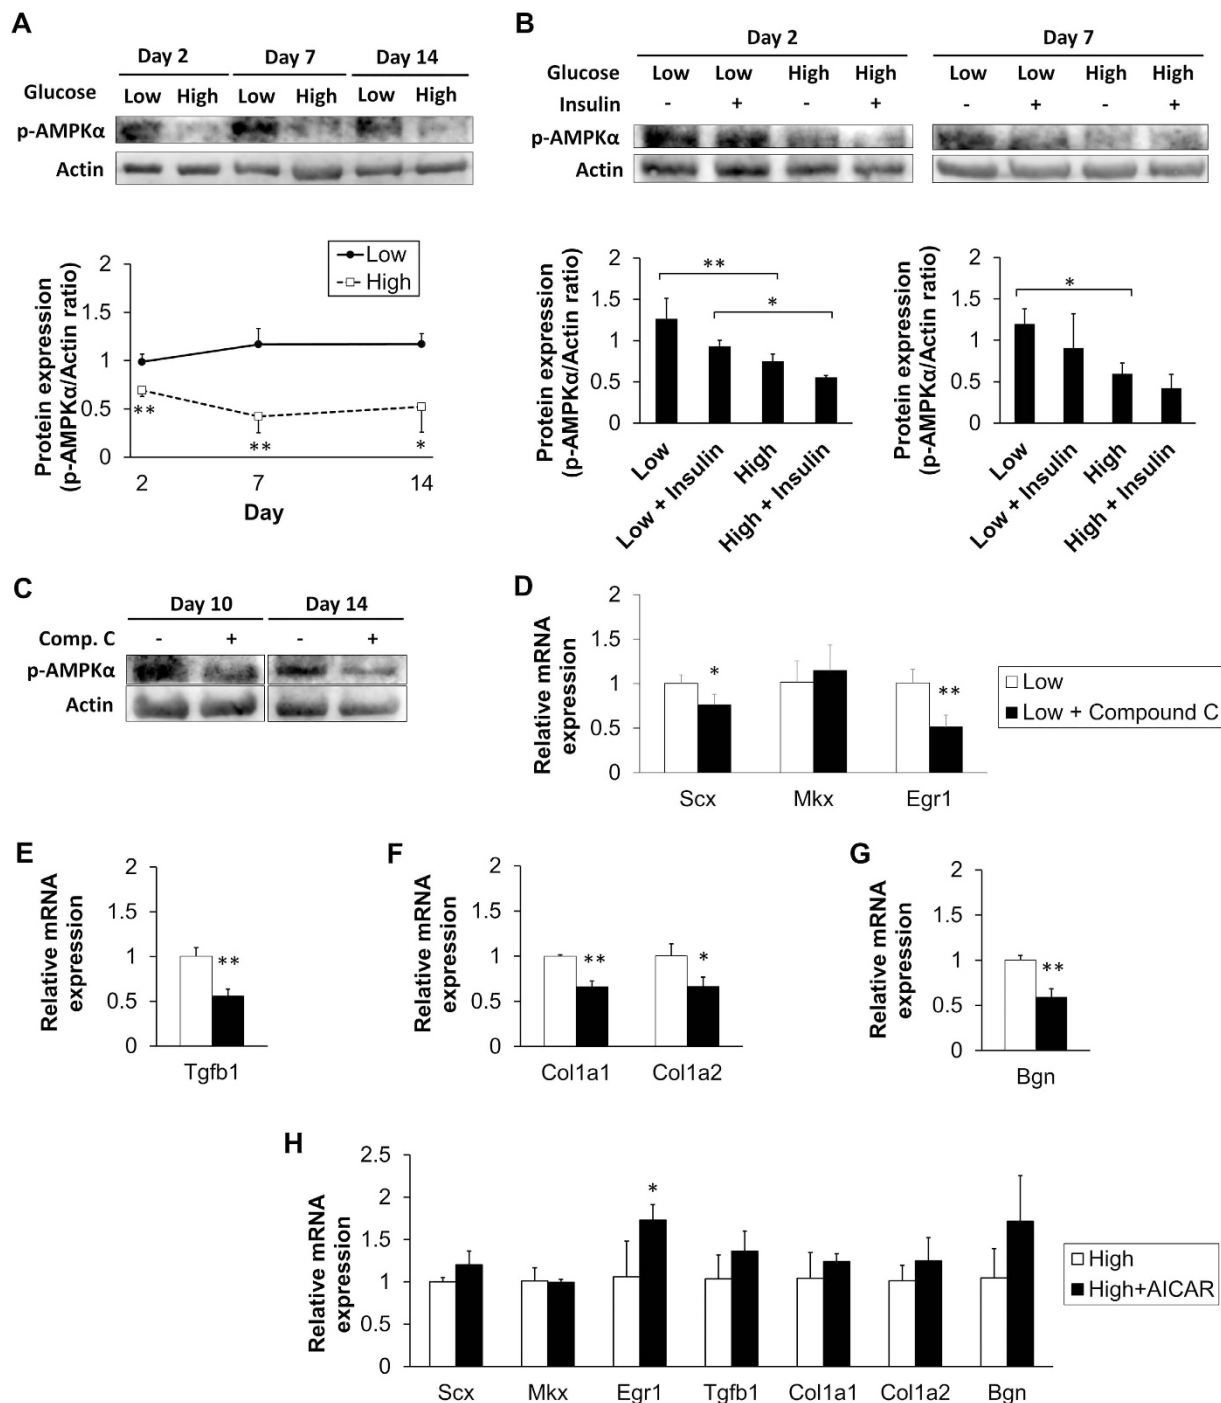 A
Day 2 Day 7 Day 14
Glucose Low High Low High Low High
p-AMPKα
Actin
Low
High
Protein expression
(p-AMPKα/Actin ratio)
2
1.5
1
0.5
0
** ** *
2 7 14
Day
B
Day 2 Day 7
Glucose Low Low High High Low Low High High
Insulin - + - + - + - +
p-AMPKα
Actin
Protein expression
(p-AMPKα/Actin ratio)
2
1.5
1
0.5
0
**
*
Low
Low + Insulin
High
High + Insulin
Protein expression
(p-AMPKα/Actin ratio)
2
1.5
1
0.5
0
*
Low
Low + Insulin
High
High + Insulin
C
Day 10 Day 14
Comp. C - + - +
p-AMPKα
Actin
D
Relative mRNA
expression
2
1.5
1
0.5
0
* **
Scx Mkx Egr1
Low
Low + Compound C
E
Relative mRNA
expression
2
1.5
1
0.5
0
**
Tgfb1
F
Relative mRNA
expression
2
1.5
1
0.5
0
** *
Col1a1 Col1a2
G
Relative mRNA
expression
2
1.5
1
0.5
0
**
Bgn
H
Relative mRNA
expression
2.5
2
1.5
1
0.5
0
*
Scx Mkx Egr1 Tgfb1 Col1a1 Col1a2 Bgn
High
High+AICAR